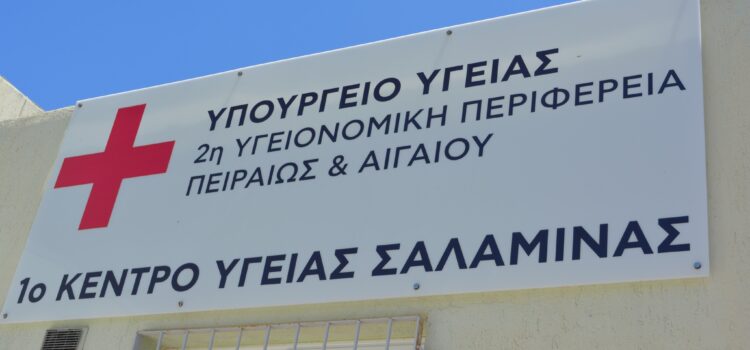 ΥΠΟΥΡΓΕΙΟ ΥΓΕΙΑΣ
2η ΥΓΕΙΟΝΟΜΙΚΗ ΠΕΡΙΦΕΡΕΙΑ
ΠΕΙΡΑΙΩΣ & ΑΙΓΑΙΟΥ
1ο ΚΕΝΤΡΟ ΥΓΕΙΑΣ ΣΑΛΑΜΙΝΑΣ